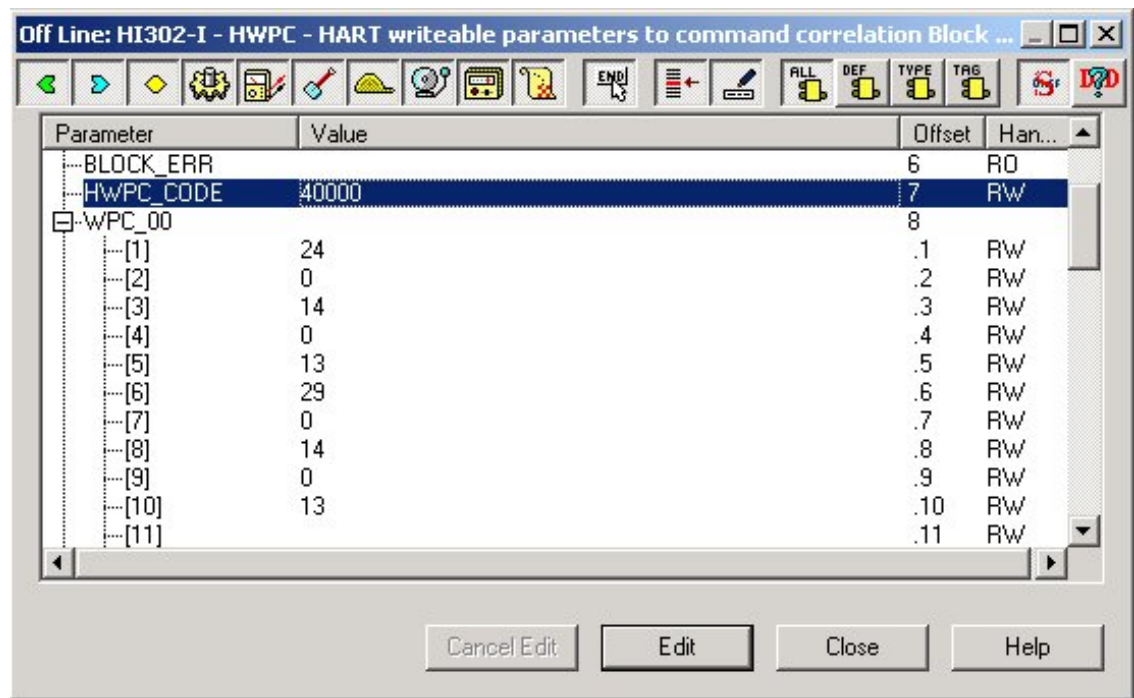 Off Line: HI302-I - HWPC - HART writeable parameters to command correlation Block ...
END ALL DEF TYPE TAG S D?D
Parameter Value Offset Han...
BLOCK_ERR 6 RO
HWPC_CODE 40000 7 RW
WPC_00 8
[1] 24 .1 RW
[2] 0 .2 RW
[3] 14 .3 RW
[4] 0 .4 RW
[5] 13 .5 RW
[6] 29 .6 RW
[7] 0 .7 RW
[8] 14 .8 RW
[9] 0 .9 RW
[10] 13 .10 RW
[11] .11 RW
Cancel Edit Edit Close Help